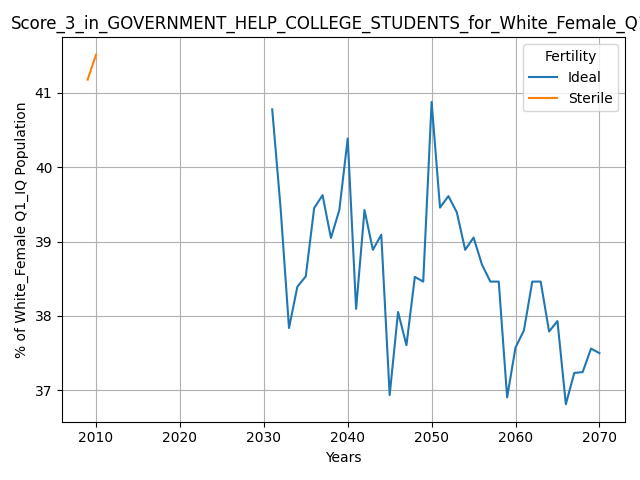 Score_3_in_GOVERNMENT_HELP_COLLEGE_STUDENTS_for_White_Female_Q
Fertility
Ideal
Sterile
% of White_Female Q1_IQ Population
41
40
39
38
37
2010 2020 2030 2040 2050 2060 2070
Years